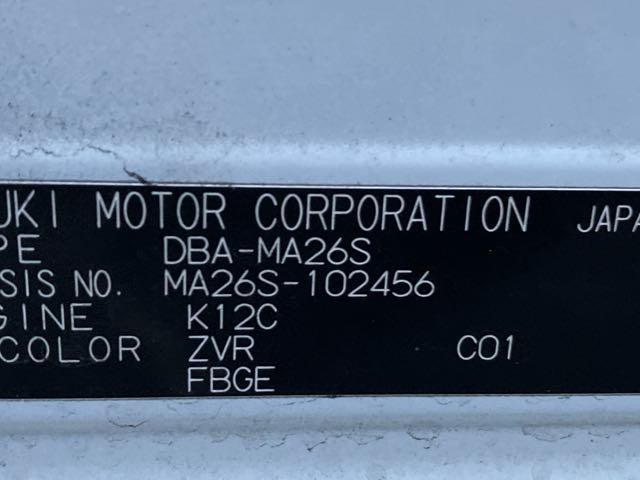 UKI MOTOR CORPORATION JAPA
PE DBA-MA26S
SIS NO. MA26S-102456
GINE K12C
COLOR ZVR C01
FBGE